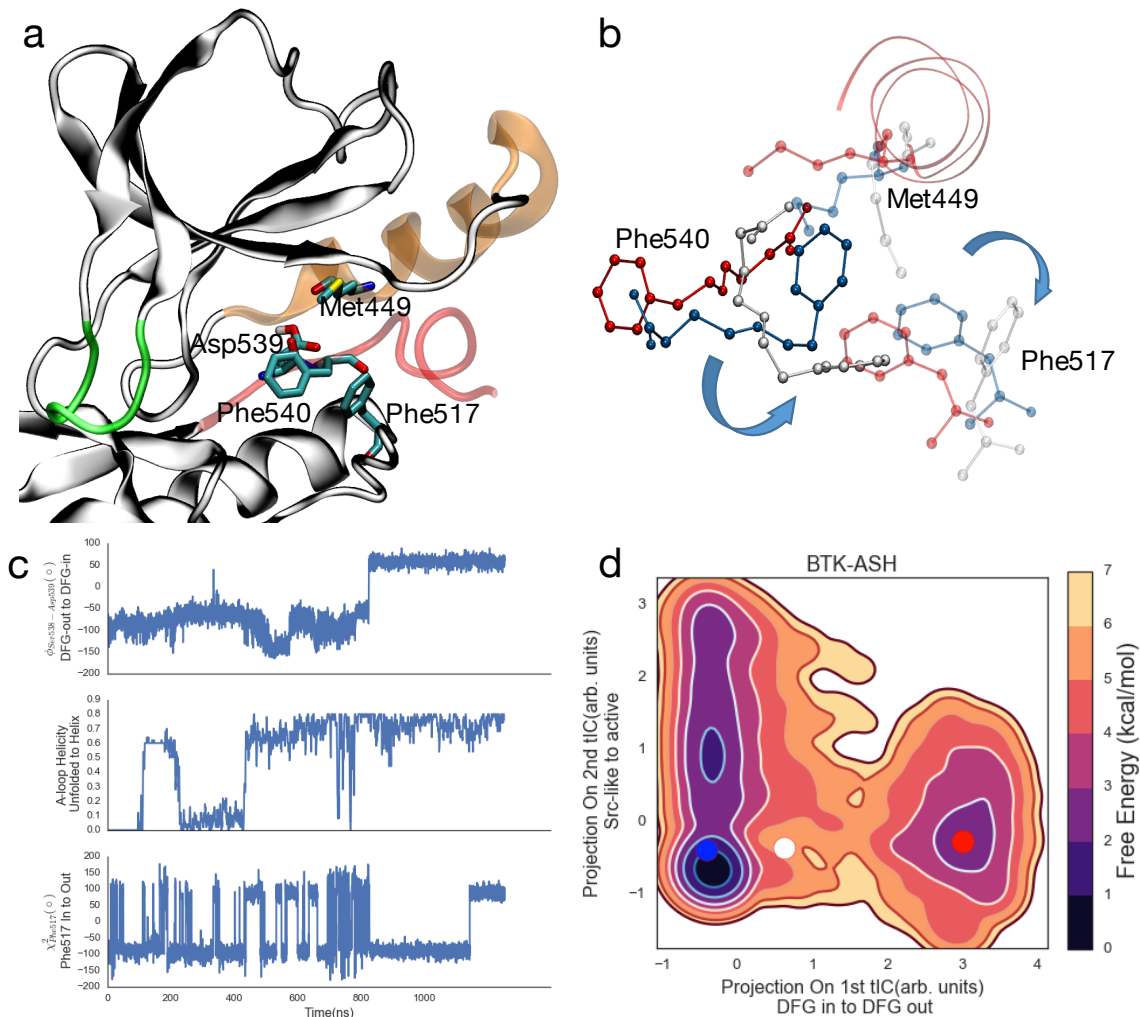 a
Met449
Asp539
Phe540
Phe517
b
Phe540
Met449
Phe517
c
ϕSer538−Asp539(○)
DFG-out to DFG-in
100
50
0
−50
−100
−150
−200
A-loop Helicity
Unfolded to Helix
0.9
0.8
0.7
0.6
0.5
0.4
0.3
0.2
0.1
0.0
χ²Phe517(○)
Phe517 In to Out
200
150
100
50
0
−50
−100
−150
−200
0 200 400 600 800 1000
Time(ns)
d
BTK-ASH
Projection On 2nd tIC(arb. units)
Src-like to active
3
2
1
0
−1
−1 0 1 2 3 4
Projection On 1st tIC(arb. units)
DFG in to DFG out
7
6
5
4
3
2
1
0
Free Energy (kcal/mol)